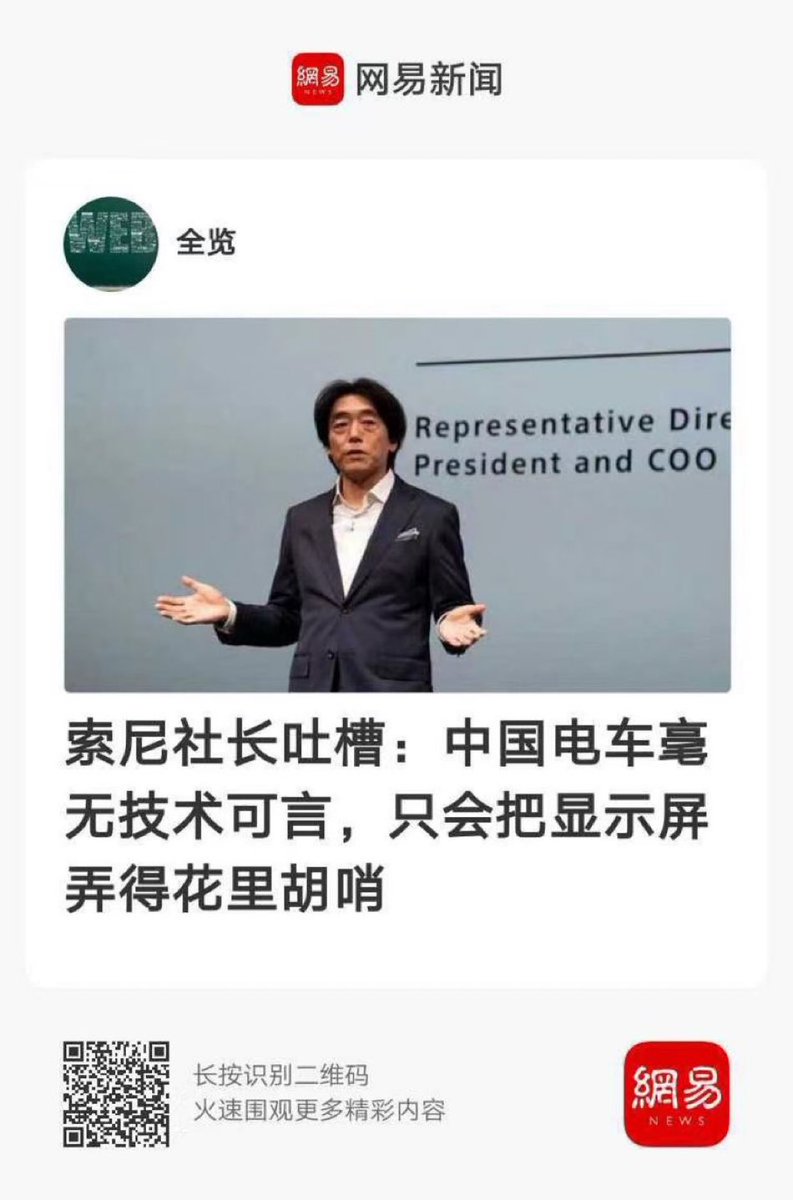 網易
NEWS
网易新闻
WEB
全览
Representative Dire
President and COO
索尼社长吐槽：中国电车毫
无技术可言，只会把显示屏
弄得花里胡哨
长按识别二维码
火速围观更多精彩内容
網易
NEWS